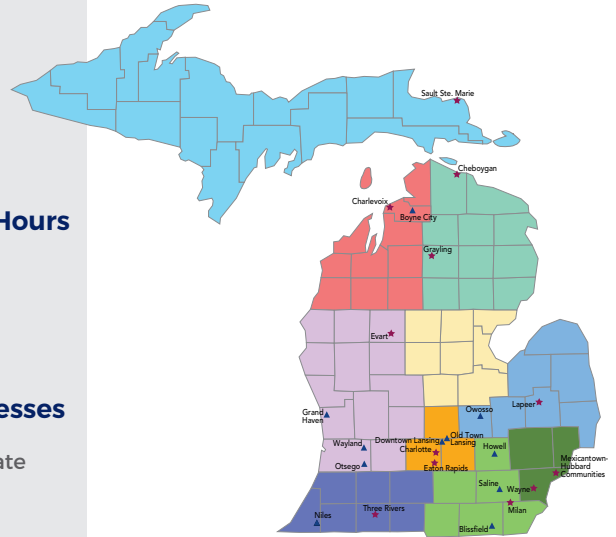 Hours
esses
ate
Sault Ste. Marie
Cheboygan
Charlevoix
Boyne City
Grayling
Evart
Grand
Haven
Owosso
Lapeer
Wayland
Downtown Lansing
Old Town
Lansing
Charlotte
Howell
Otsego
Eaton Rapids
Mexicantown-
Hubbard
Communities
Saline
Wayne
Niles
Three Rivers
Milan
Blissfield